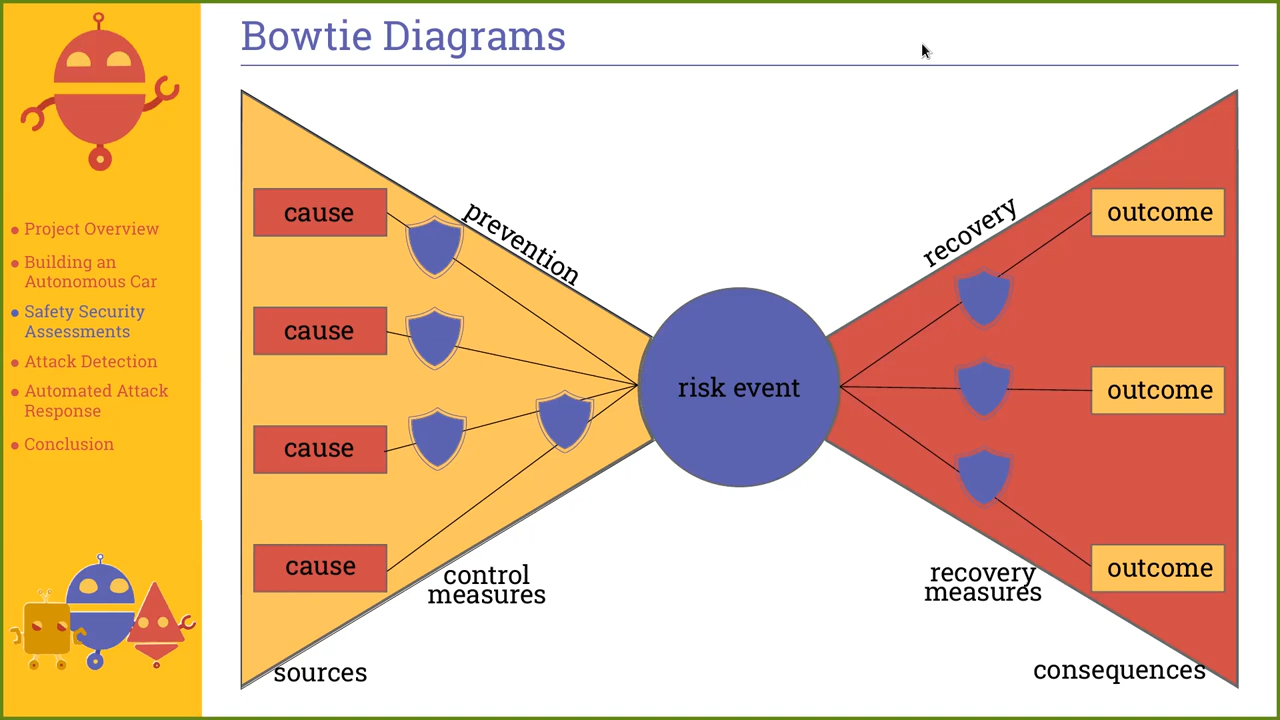 Bowtie Diagrams
Project Overview
Building an
Autonomous Car
Safety Security
Assessments
Attack Detection
Automated Attack
Response
Conclusion
cause
cause
cause
cause
prevention
control
measures
sources
risk event
recovery
outcome
outcome
outcome
recovery
measures
consequences